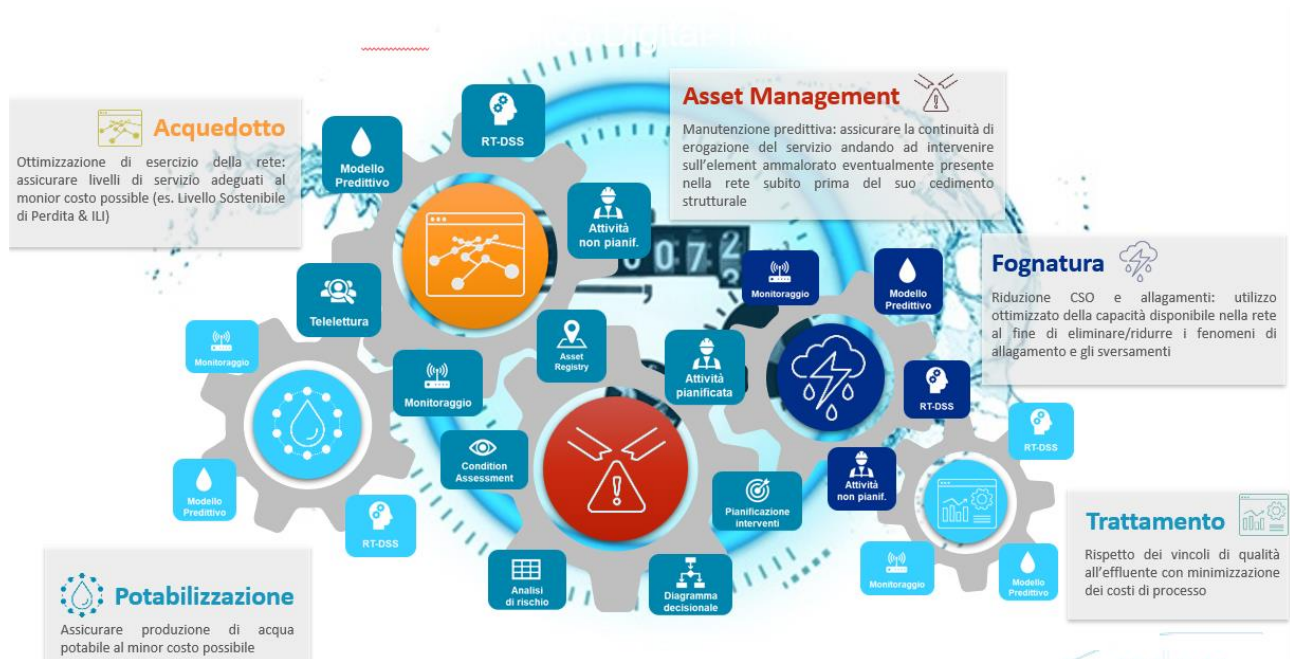 digital
Acquedotto
Ottimizzazione di esercizio della rete:
assicurare livelli di servizio adeguati al
monior costo possibile (es. Livello Sostenibile
di Perdita & ILI)
Modello
Predittivo
RT-DSS
Attività
non pianif.
Telelettura
Monitoraggio
Asset
Registry
Asset Management
Manutenzione predittiva: assicurare la continuità di
erogazione del servizio andando ad intervenire
sull'element ammalorato eventualmente presente
nella rete subito prima del suo cedimento
strutturale
0072
Monitoraggio
Modello
Predittivo
Fognatura
Riduzione CSO e allagamenti: utilizzo
ottimizzato della capacità disponibile nella rete
al fine di eliminare/ridurre i fenomeni di
allagamento e gli sversamenti
Monitoraggio
Modello
Predittivo
RT-DSS
Condition
Assessment
Attività
pianificata
Pianificazione
interventi
Analisi
di rischio
Diagramma
decisionale
RT-DSS
Attività
non pianif.
RT-DSS
Monitoraggio
Modello
Predittivo
Trattamento
Rispetto dei vincoli di qualità
all'effluente con minimizzazione
dei costi di processo
Potabilizzazione
Assicurare produzione di acqua
potabile al minor costo possibile